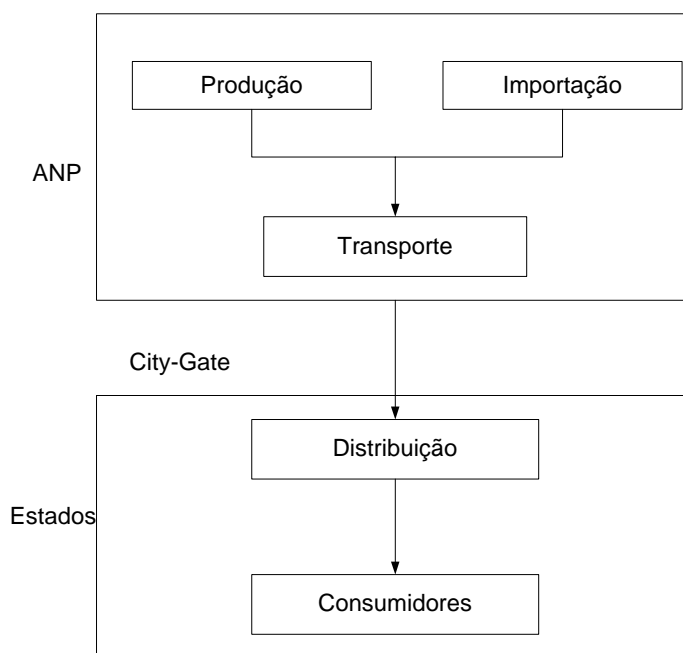 Produção
Importação
ANP
Transporte
City-Gate
Distribuição
Estados
Consumidores